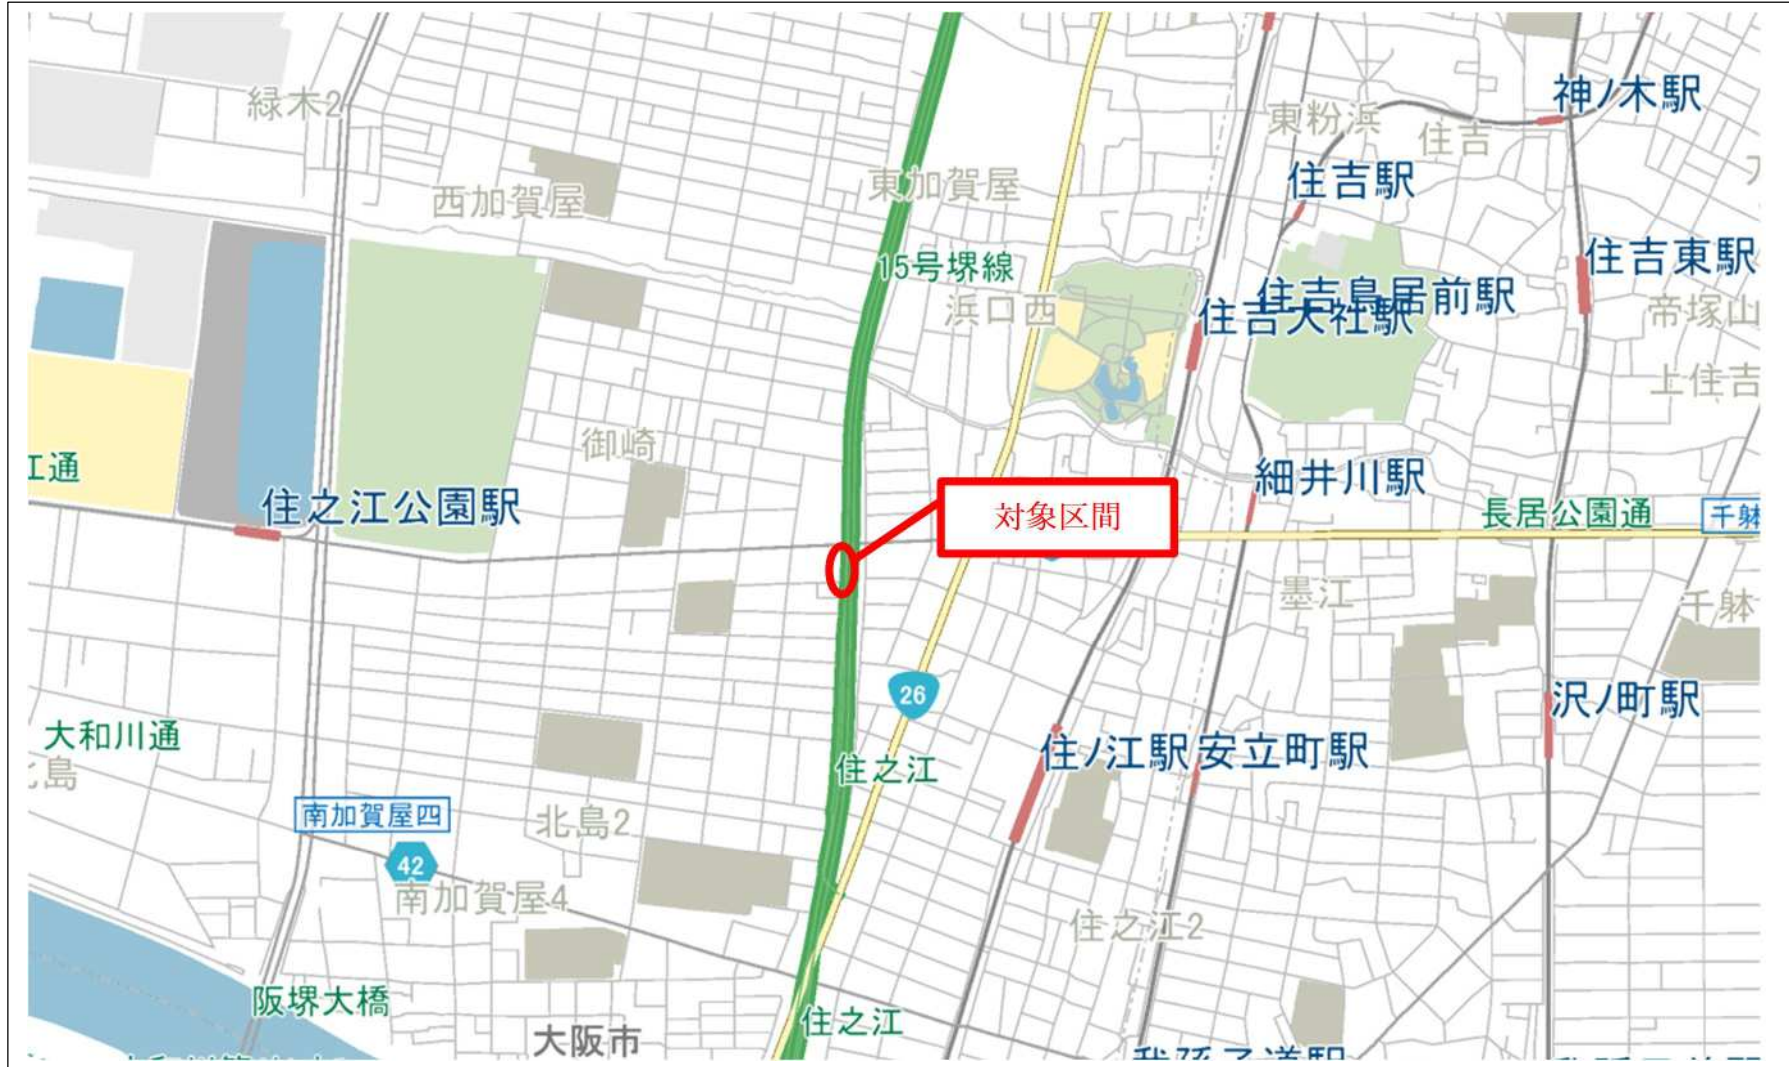 神ノ木駅
緑木2
東粉浜
住吉
住吉駅
西加賀屋
東加賀屋
15号堺線
住吉東駅
住吉鳥居前駅
浜口西
住吉大社駅
帝塚山
上住吉
御崎
江通
細井川駅
住之江公園駅
対象区間
長居公園通
千躰
墨江
千躰
26
沢ノ町駅
大和川通
北島
住之江
住ノ江駅
安立町駅
南加賀屋四
北島2
42
南加賀屋4
住之江2
阪堺大橋
住之江
大阪市
我孫子道駅